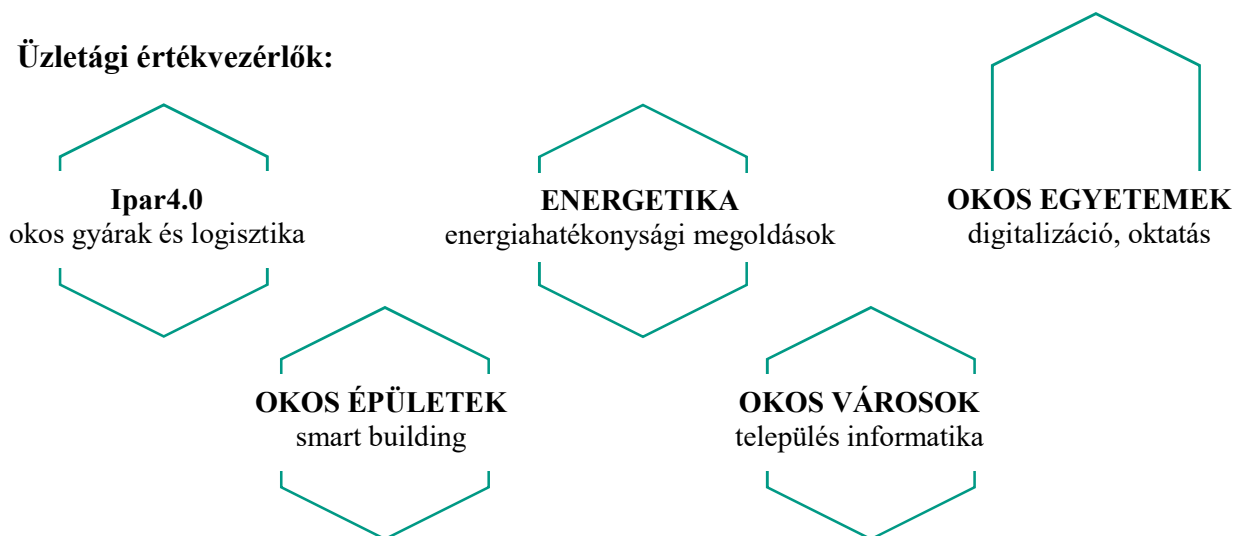 Üzletági értékvezérlők:
Ipar4.0
okos gyárak és logisztika
ENERGETIKA
energiahatékonysági megoldások
OKOS EGYETEMEK
digitalizáció, oktatás
OKOS ÉPÜLETEK
smart building
OKOS VÁROSOK
település informatika